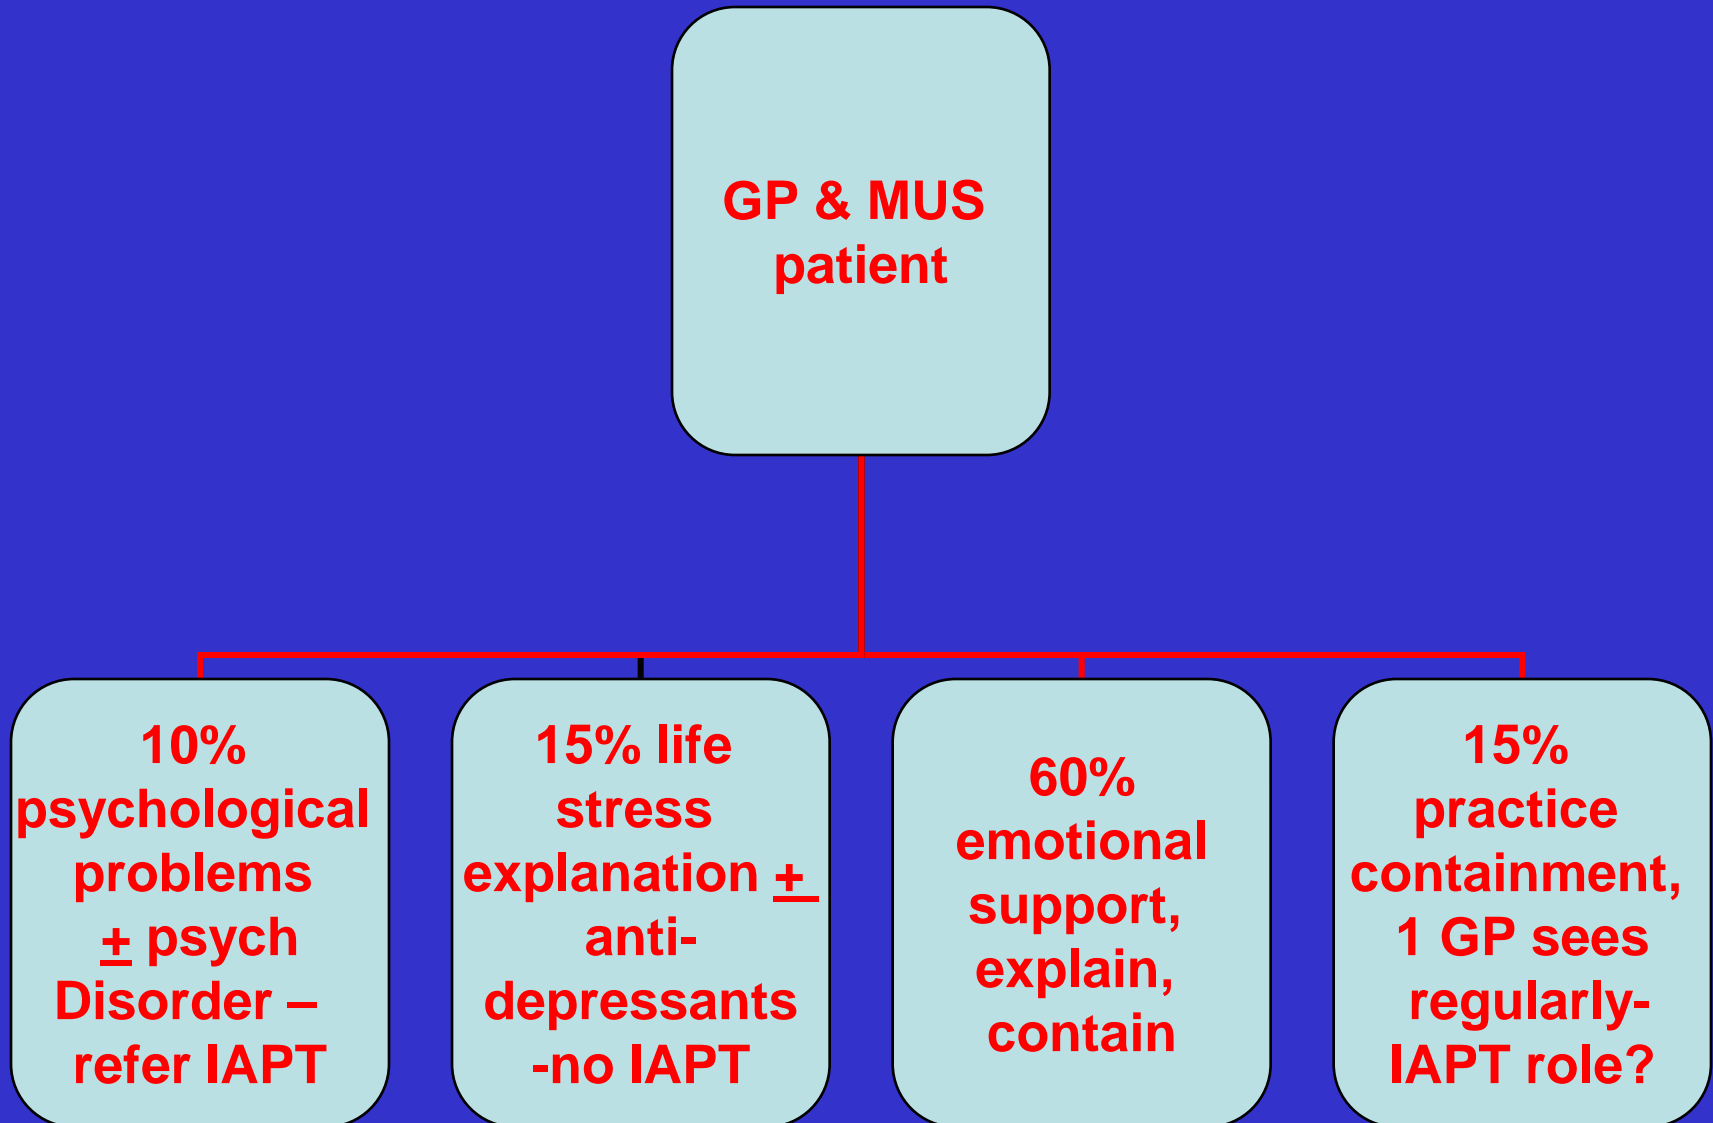 GP & MUS
patient
10%
psychological
problems
± psych
Disorder –
refer IAPT
15% life
stress
explanation ±
anti-
depressants
-no IAPT
60%
emotional
support,
explain,
contain
15%
practice
containment,
1 GP sees
regularly-
IAPT role?